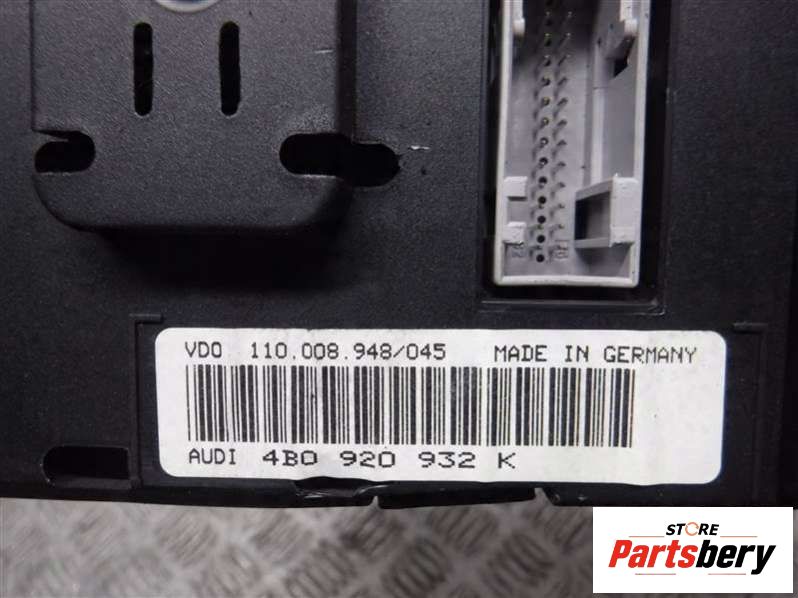 VDO 110.008.948/045 MADE IN GERMANY
AUDI 4B0 920 932 K
STORE
Partsbery